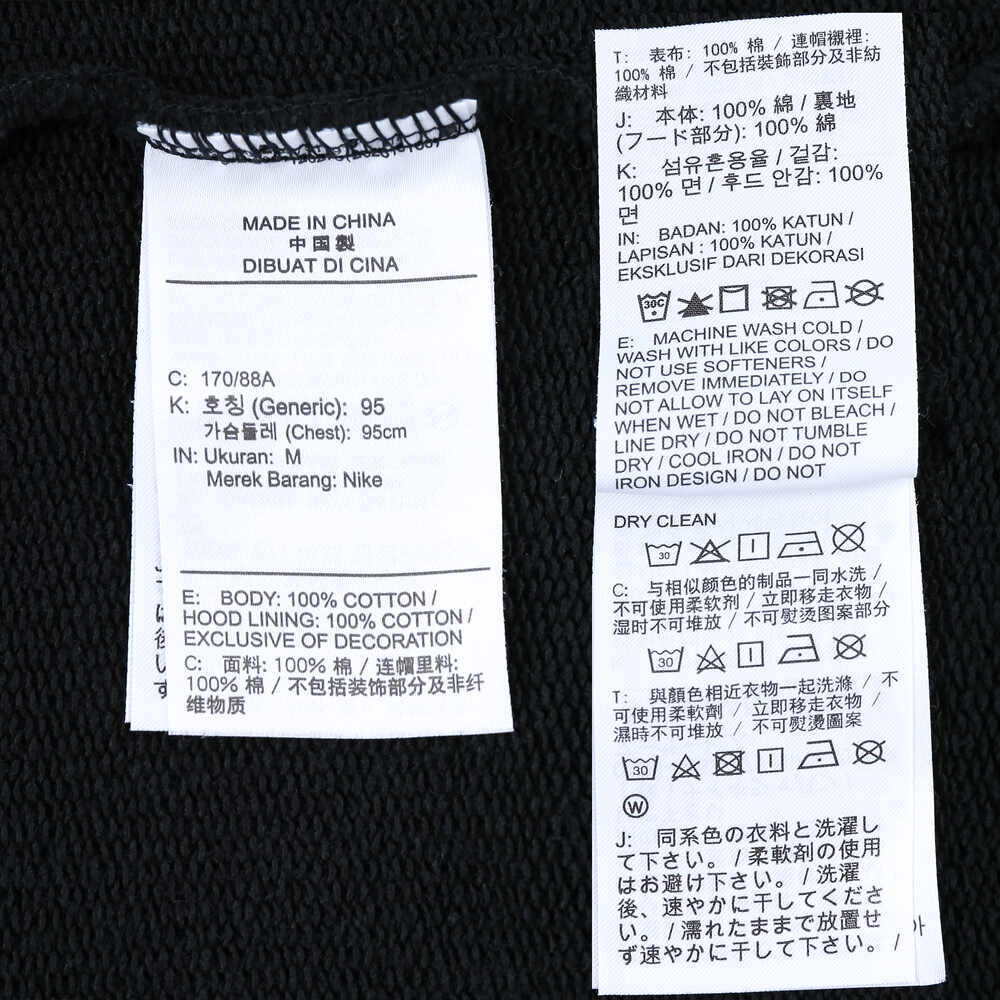 MADE IN CHINA
中国製
DIBUAT DI CINA
C: 170/88A
K: 호칭 (Generic): 95
가슴둘레 (Chest): 95cm
IN: Ukuran: M
Merek Barang: Nike
E: BODY: 100% COTTON /
HOOD LINING: 100% COTTON /
EXCLUSIVE OF DECORATION
C: 面料: 100% 棉 / 连帽里料:
100% 棉 / 不包括装饰部分及非纤
维物质
T: 表布: 100% 棉 / 連帽襯裡:
100% 棉 / 不包括裝飾部分及非紡
織材料
J: 本体: 100% 綿 / 裏地
(フード部分): 100% 綿
K: 섬유혼용율 / 겉감:
100% 면 / 후드 안감: 100%
면
IN: BADAN: 100% KATUN /
LAPISAN : 100% KATUN /
EKSKLUSIF DARI DEKORASI
30C
E: MACHINE WASH COLD /
WASH WITH LIKE COLORS / DO
NOT USE SOFTENERS /
REMOVE IMMEDIATELY / DO
NOT ALLOW TO LAY ON ITSELF
WHEN WET / DO NOT BLEACH /
LINE DRY / DO NOT TUMBLE
DRY / COOL IRON / DO NOT
IRON DESIGN / DO NOT
DRY CLEAN
30
C: 与相似颜色的制品一同水洗 /
不可使用柔软剂 / 立即移走衣物 /
湿时不可堆放 / 不可熨烫图案部分
30
T: 與顏色相近衣物一起洗滌 / 不
可使用柔軟劑 / 立即移走衣物 /
濕時不可堆放 / 不可熨燙圖案
30
W
J: 同系色の衣料と洗濯し
て下さい。 / 柔軟剤の使用
はお避け下さい。 / 洗濯
後、速やかに干してくださ
い。 / 濡れたままで放置せ
ず速やかに干して下さい。 /